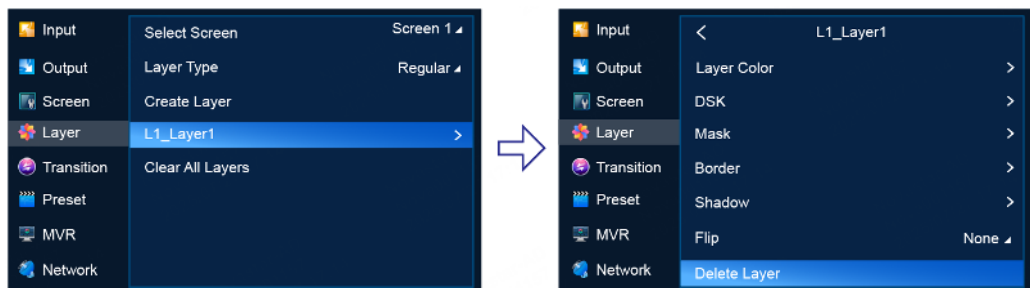 Input
Output
Screen
Layer
Transition
Preset
MVR
Network
Select Screen Screen 1
Layer Type Regular
Create Layer
L1_Layer1 >
Clear All Layers
Input
Output
Screen
Layer
Transition
Preset
MVR
Network
< L1_Layer1
Layer Color >
DSK >
Mask >
Border >
Shadow >
Flip None
Delete Layer